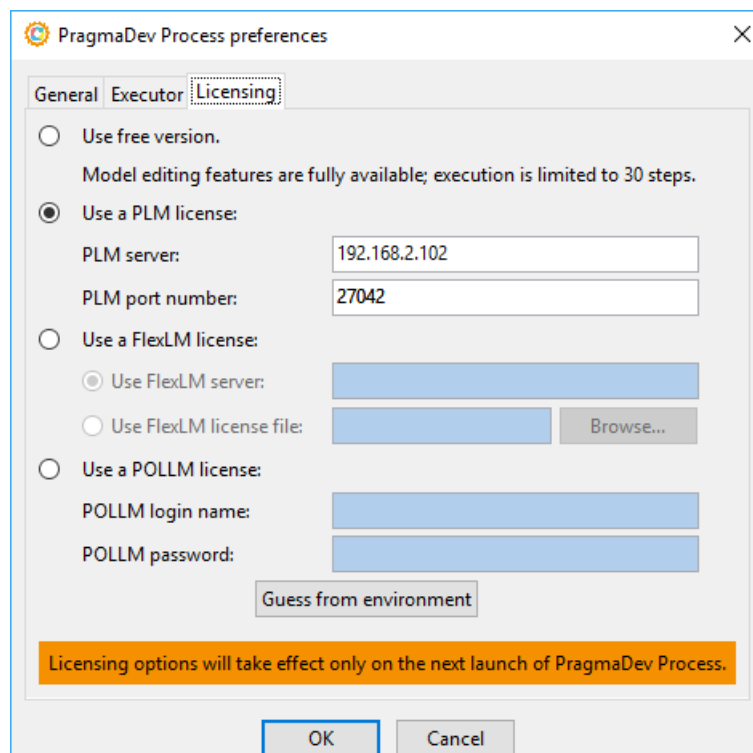 PragmaDev Process preferences
General Executor Licensing
Use free version.
Model editing features are fully available; execution is limited to 30 steps.
Use a PLM license:
PLM server: 192.168.2.102
PLM port number: 27042
Use a FlexLM license:
Use FlexLM server:
Use FlexLM license file: Browse...
Use a POLLM license:
POLLM login name:
POLLM password:
Guess from environment
Licensing options will take effect only on the next launch of PragmaDev Process.
OK Cancel